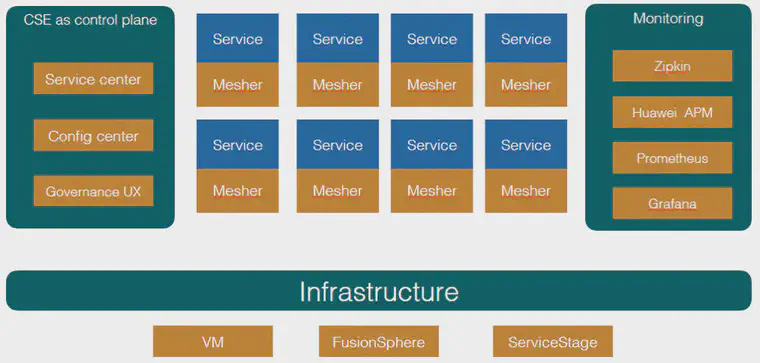 CSE as control plane
Service center
Config center
Governance UX
Service Service Service Service
Mesher Mesher Mesher Mesher
Service Service Service Service
Mesher Mesher Mesher Mesher
Monitoring
Zipkin
Huawei APM
Prometheus
Grafana
Infrastructure
VM FusionSphere ServiceStage